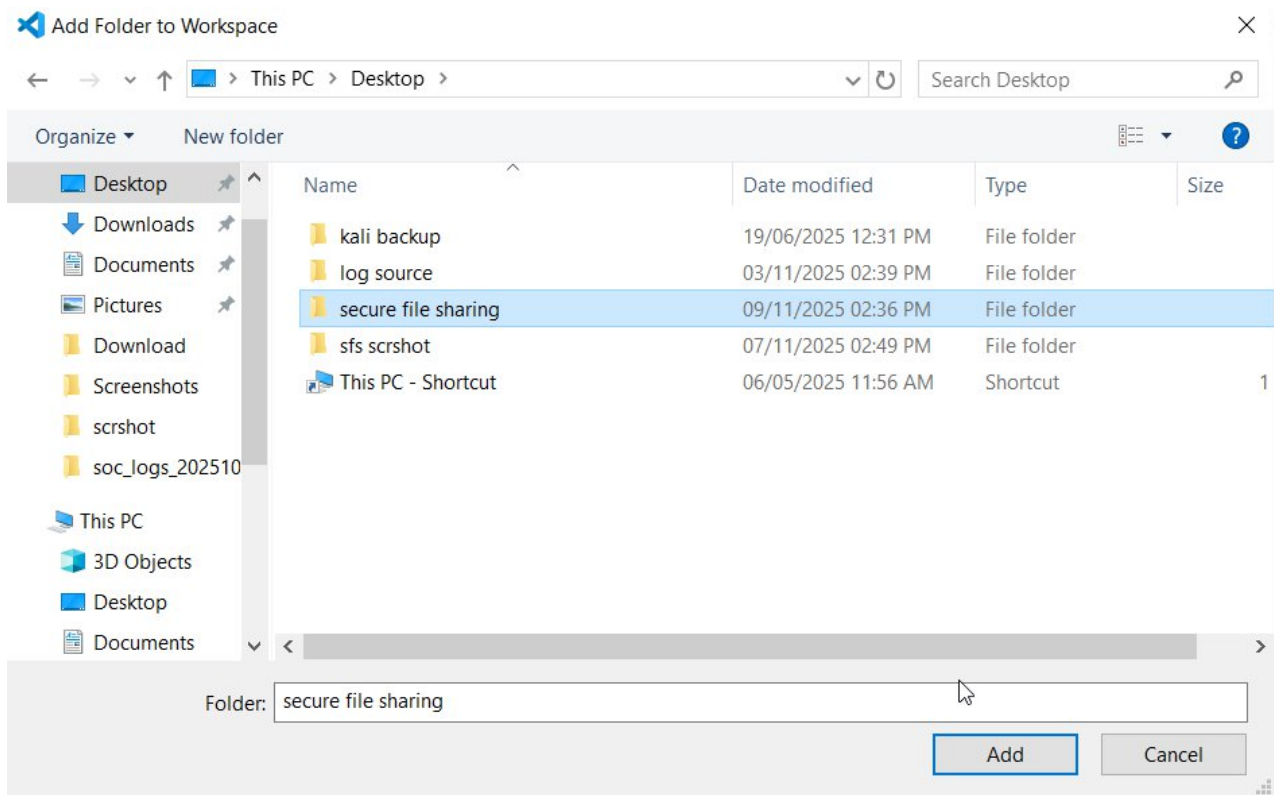 Add Folder to Workspace
This PC > Desktop >
Search Desktop
Organize
New folder
?
Desktop
Downloads
Documents
Pictures
Download
Screenshots
scrshot
soc_logs_202510
This PC
3D Objects
Desktop
Documents
Name Date modified Type Size
kali backup 19/06/2025 12:31 PM File folder
log source 03/11/2025 02:39 PM File folder
secure file sharing 09/11/2025 02:36 PM File folder
sfs scrshot 07/11/2025 02:49 PM File folder
This PC - Shortcut 06/05/2025 11:56 AM Shortcut 1
Folder: secure file sharing
Add Cancel